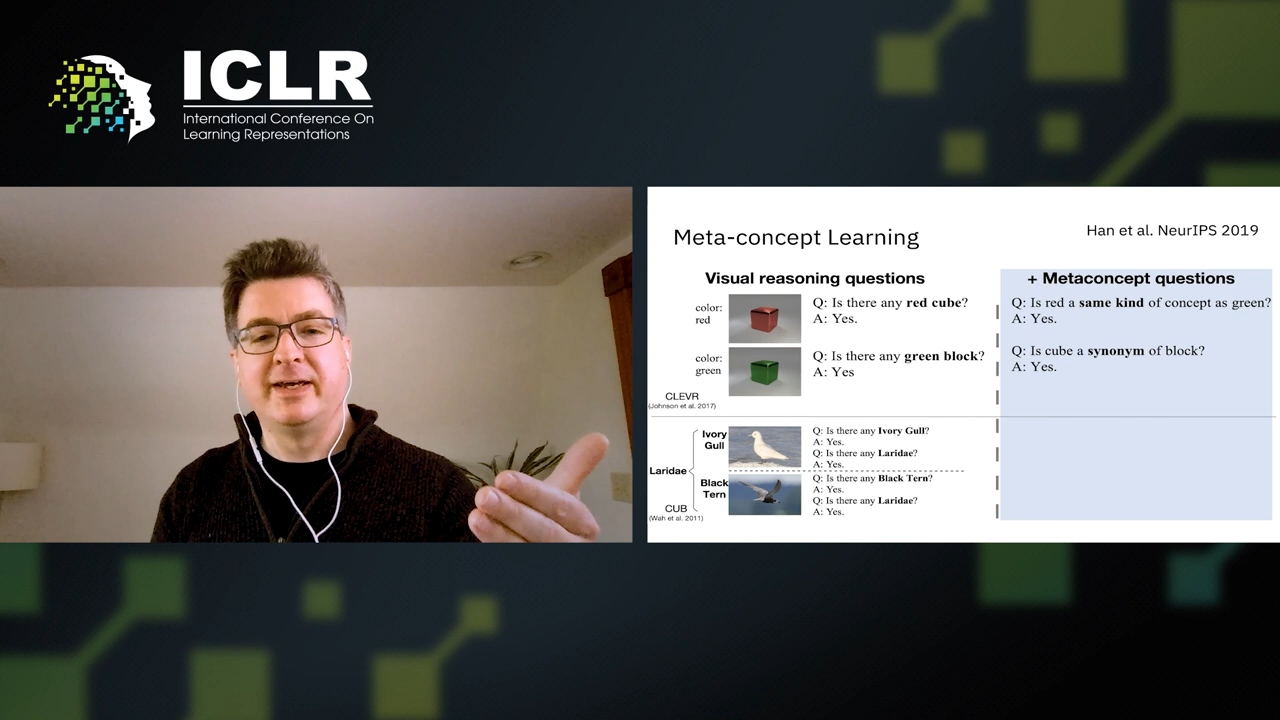 ICLR
International Conference On
Learning Representations
Meta-concept Learning
Han et al. NeurIPS 2019
Visual reasoning questions
color:
red
Q: Is there any red cube?
A: Yes.
color:
green
Q: Is there any green block?
A: Yes
CLEVR
(Johnson et al. 2017)
+ Metaconcept questions
Q: Is red a same kind of concept as green?
A: Yes.
Q: Is cube a synonym of block?
A: Yes.
Laridae
Ivory
Gull
Q: Is there any Ivory Gull?
A: Yes.
Q: Is there any Laridae?
A: Yes.
Black
Tern
Q: Is there any Black Tern?
A: Yes.
Q: Is there any Laridae?
A: Yes.
CUB
(Wah et al. 2011)